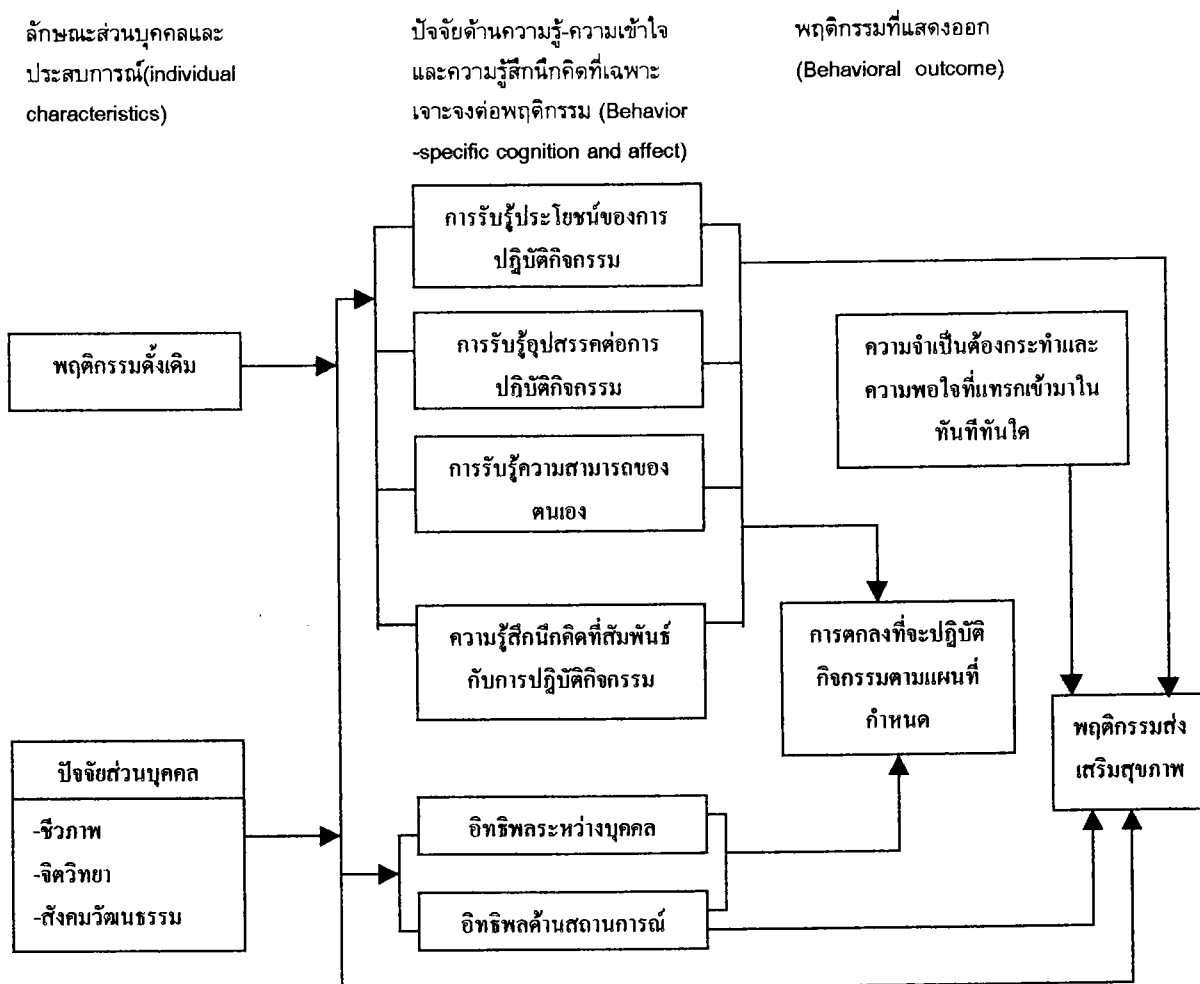 ลักษณะส่วนบุคคลและ
ประสบการณ์(individual
characteristics)
ปัจจัยด้านความรู้-ความเข้าใจ
และความรู้สึกนึกคิดที่เฉพาะ
เจาะจงต่อพฤติกรรม (Behavior
-specific cognition and affect)
พฤติกรรมที่แสดงออก
(Behavioral outcome)
การรับรู้ประโยชน์ของการ
ปฎิบัติกิจกรรม
พฤติกรรมดั้งเดิม
การรับรู้อุปสรรคต่อการ
ปฎิบัติกิจกรรม
ความจำเป็นต้องกระทำและ
ความพอใจที่แทรกเข้ามาใน
ทันทีทันใด
การรับรู้ความสามารถของ
ตนเอง
ความรู้สึกนึกคิดที่สัมพันธ์
กับการปฎิบัติกิจกรรม
การตกลงที่จะปฎิบัติ
กิจกรรมตามแผนที่
กำหนด
พฤติกรรมส่ง
เสริมสุขภาพ
ปัจจัยส่วนบุคคล
-ชีวภาพ
-จิตวิทยา
-สังคมวัฒนธรรม
อิทธิพลระหว่างบุคคล
อิทธิพลด้านสถานการณ์